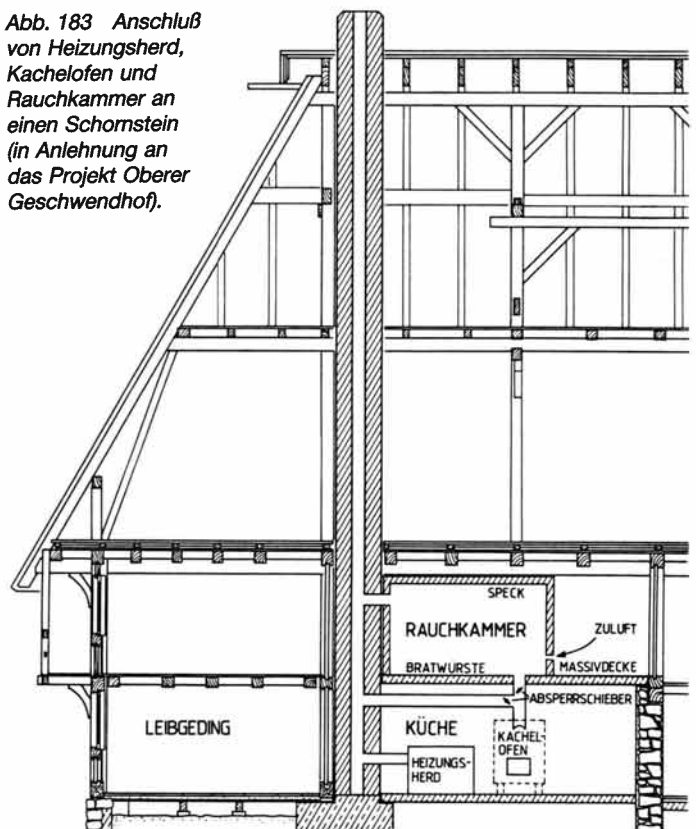 Abb. 183 Anschluß
von Heizungsherd,
Kachelofen und
Rauchkammer an
einen Schornstein
(in Anlehnung an
das Projekt Oberer
Geschwendhof).
SPECK
RAUCHKAMMER
ZULUFT
BRATWURSTE
MASSIVDECKE
ABSPERRSCHIEBER
LEIBGEDING
KÜCHE
KACHEL-
OFEN
HEIZUNGS-
HERD